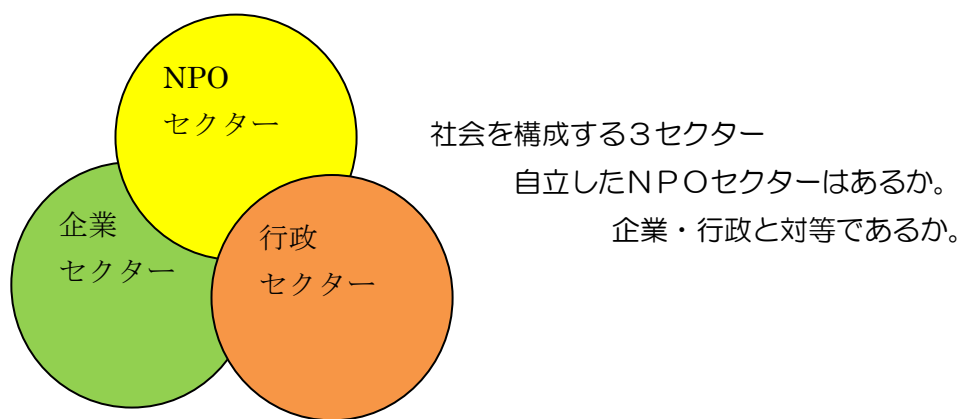 NPO
セクター
企業
セクター
行政
セクター
社会を構成する３セクター
自立したＮＰＯセクターはあるか。
企業・行政と対等であるか。